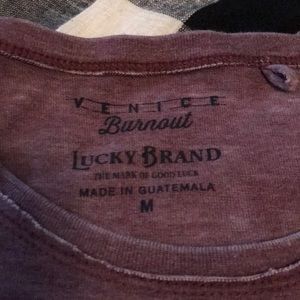 VENICE
Burnout
LUCKY BRAND
THE MARK OF GOOD LUCK
MADE IN GUATEMALA
M